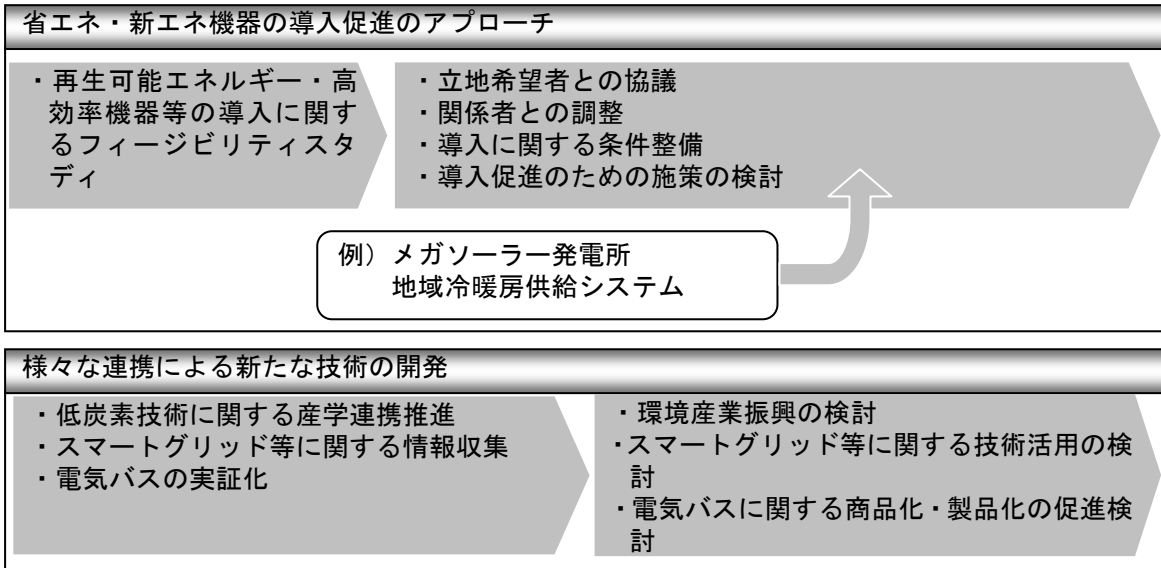 省エネ・新エネ機器の導入促進のアプローチ
・再生可能エネルギー・高
効率機器等の導入に関す
るフィージビリティスタ
ディ
・立地希望者との協議
・関係者との調整
・導入に関する条件整備
・導入促進のための施策の検討
例）メガソーラー発電所
地域冷暖房供給システム
様々な連携による新たな技術の開発
・低炭素技術に関する産学連携推進
・スマートグリッド等に関する情報収集
・電気バスの実証化
・環境産業振興の検討
・スマートグリッド等に関する技術活用の検
討
・電気バスに関する商品化・製品化の促進検
討